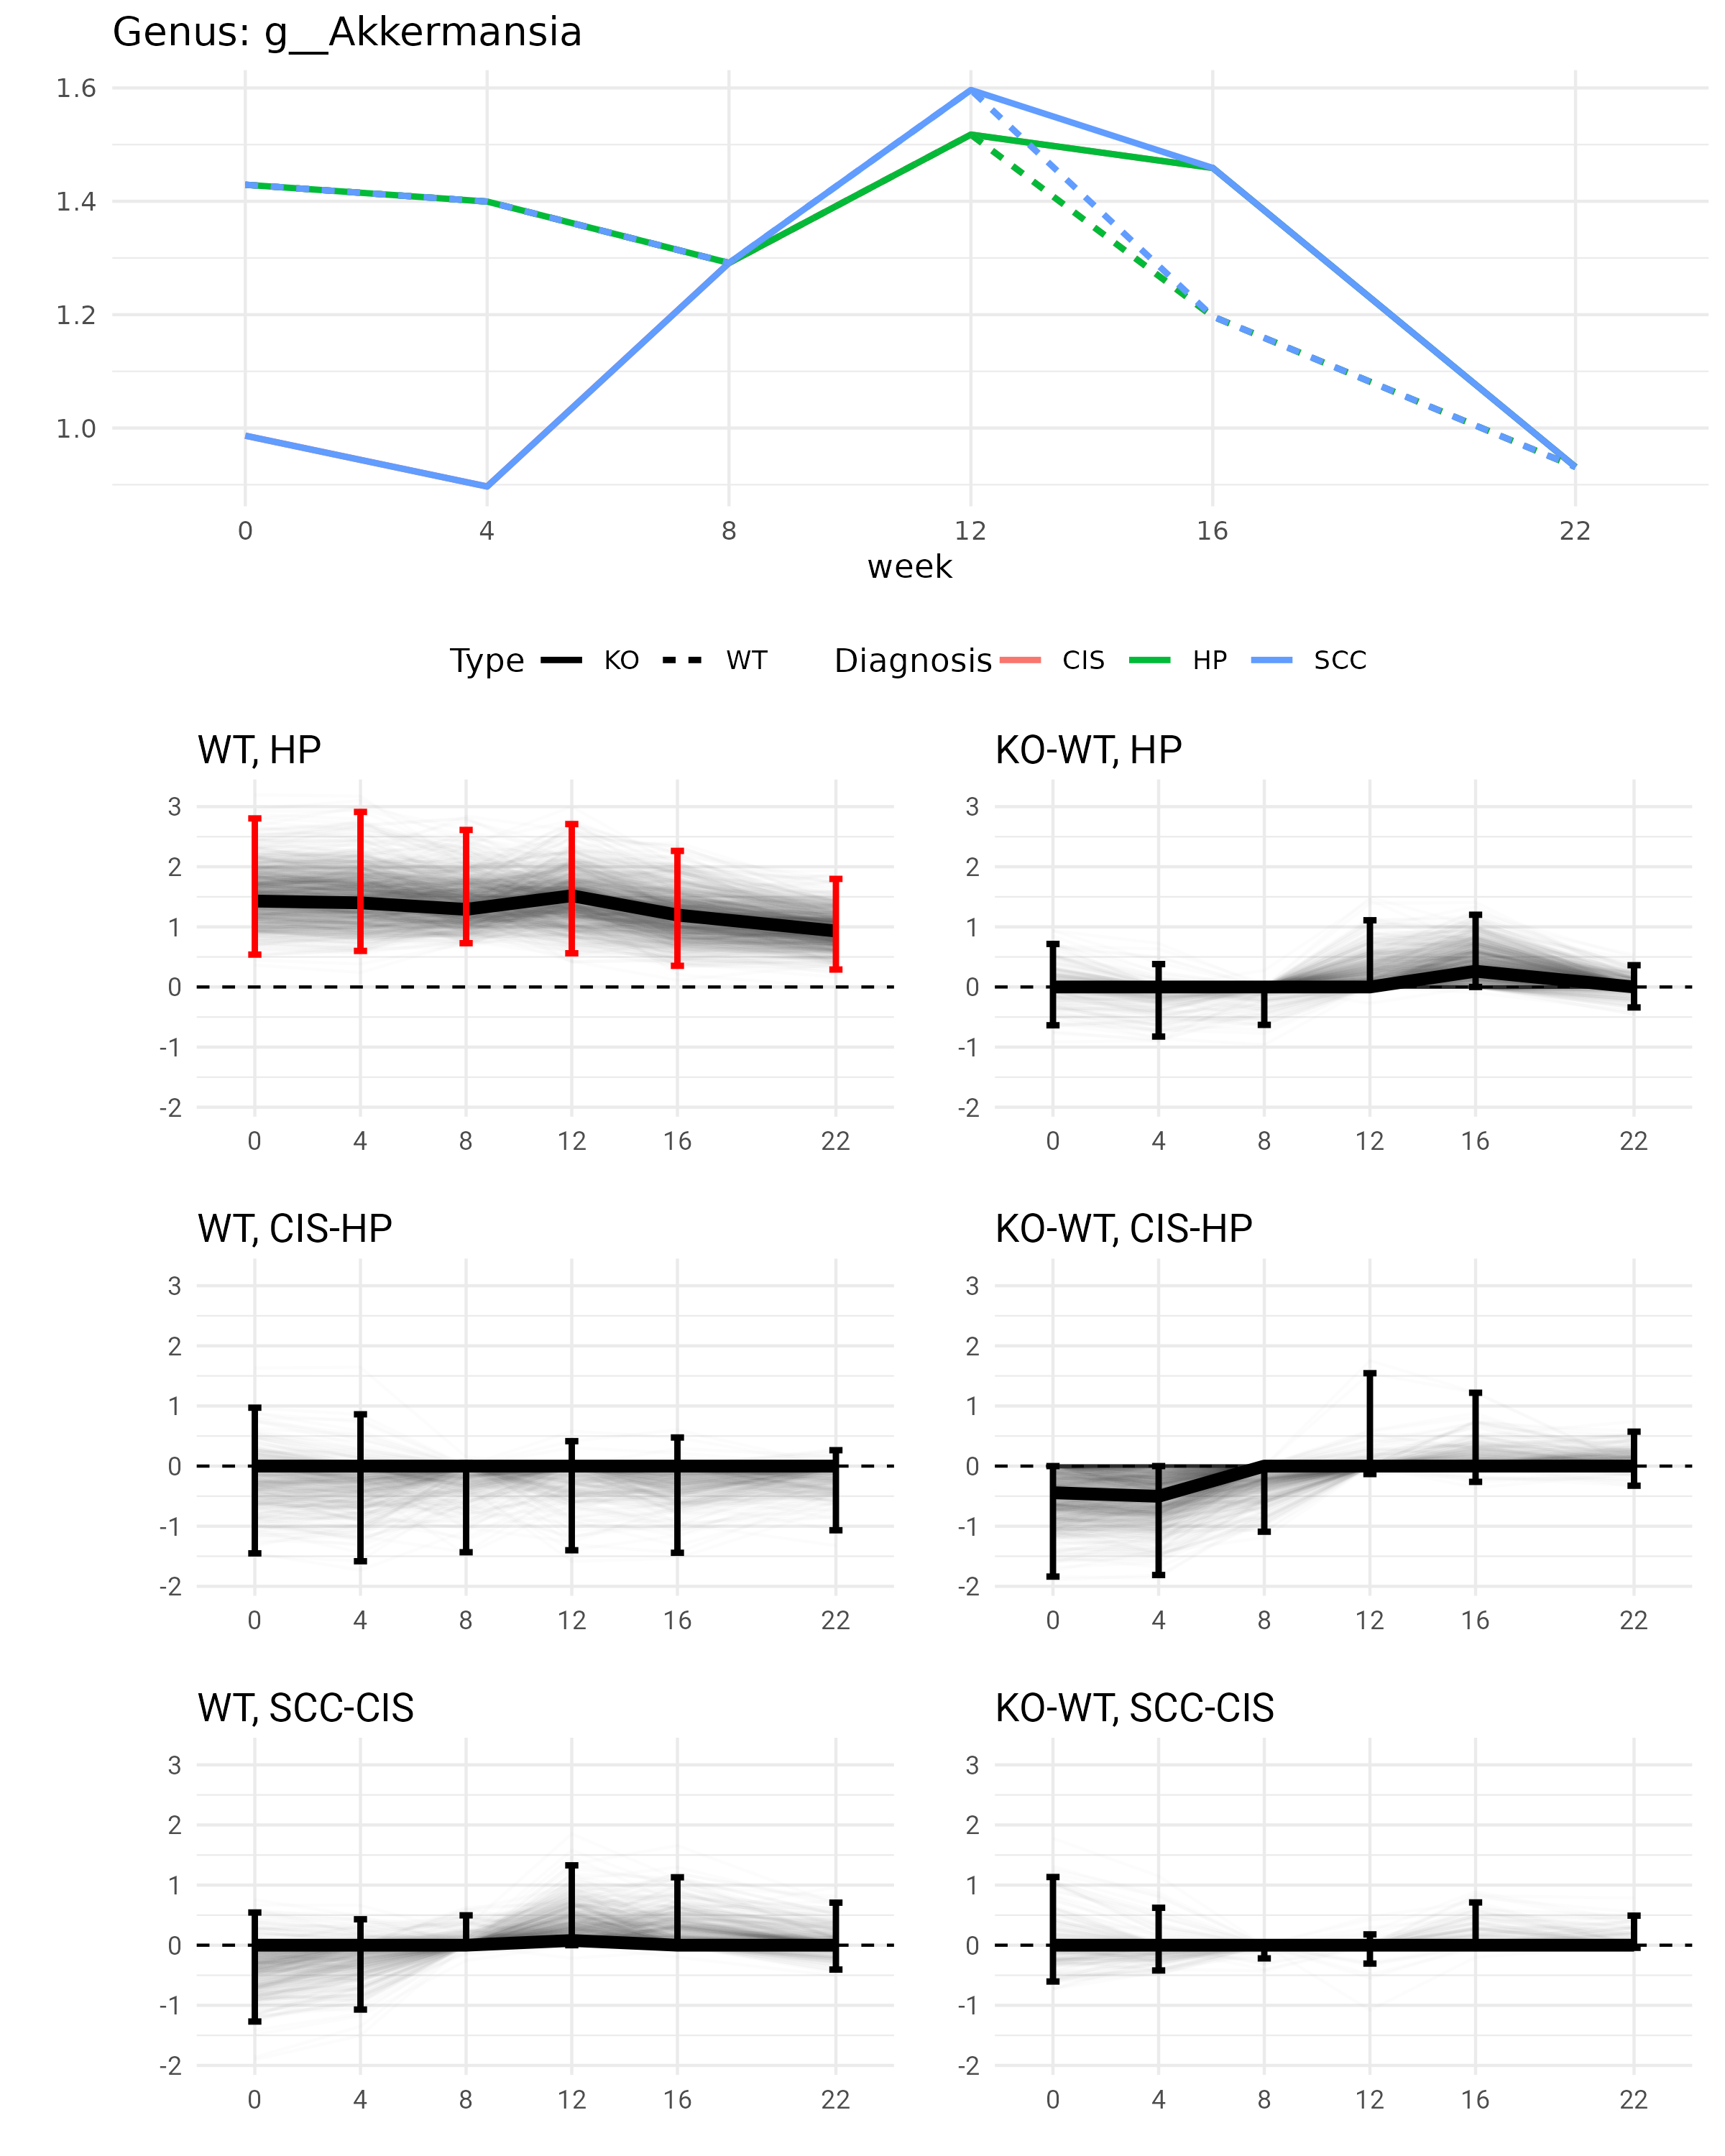 Genus: g__Akkermansia
1.6
1.4
1.2
1.0
0 4 8 12 16 22
week
Type KO WT Diagnosis CIS HP SCC
WT, HP KO-WT, HP
3 3
2 2
1 1
0 0
-1 -1
-2 -2
0 4 8 12 16 22 0 4 8 12 16 22
WT, CIS-HP KO-WT, CIS-HP
3 3
2 2
1 1
0 0
-1 -1
-2 -2
0 4 8 12 16 22 0 4 8 12 16 22
WT, SCC-CIS KO-WT, SCC-CIS
3 3
2 2
1 1
0 0
-1 -1
-2 -2
0 4 8 12 16 22 0 4 8 12 16 22